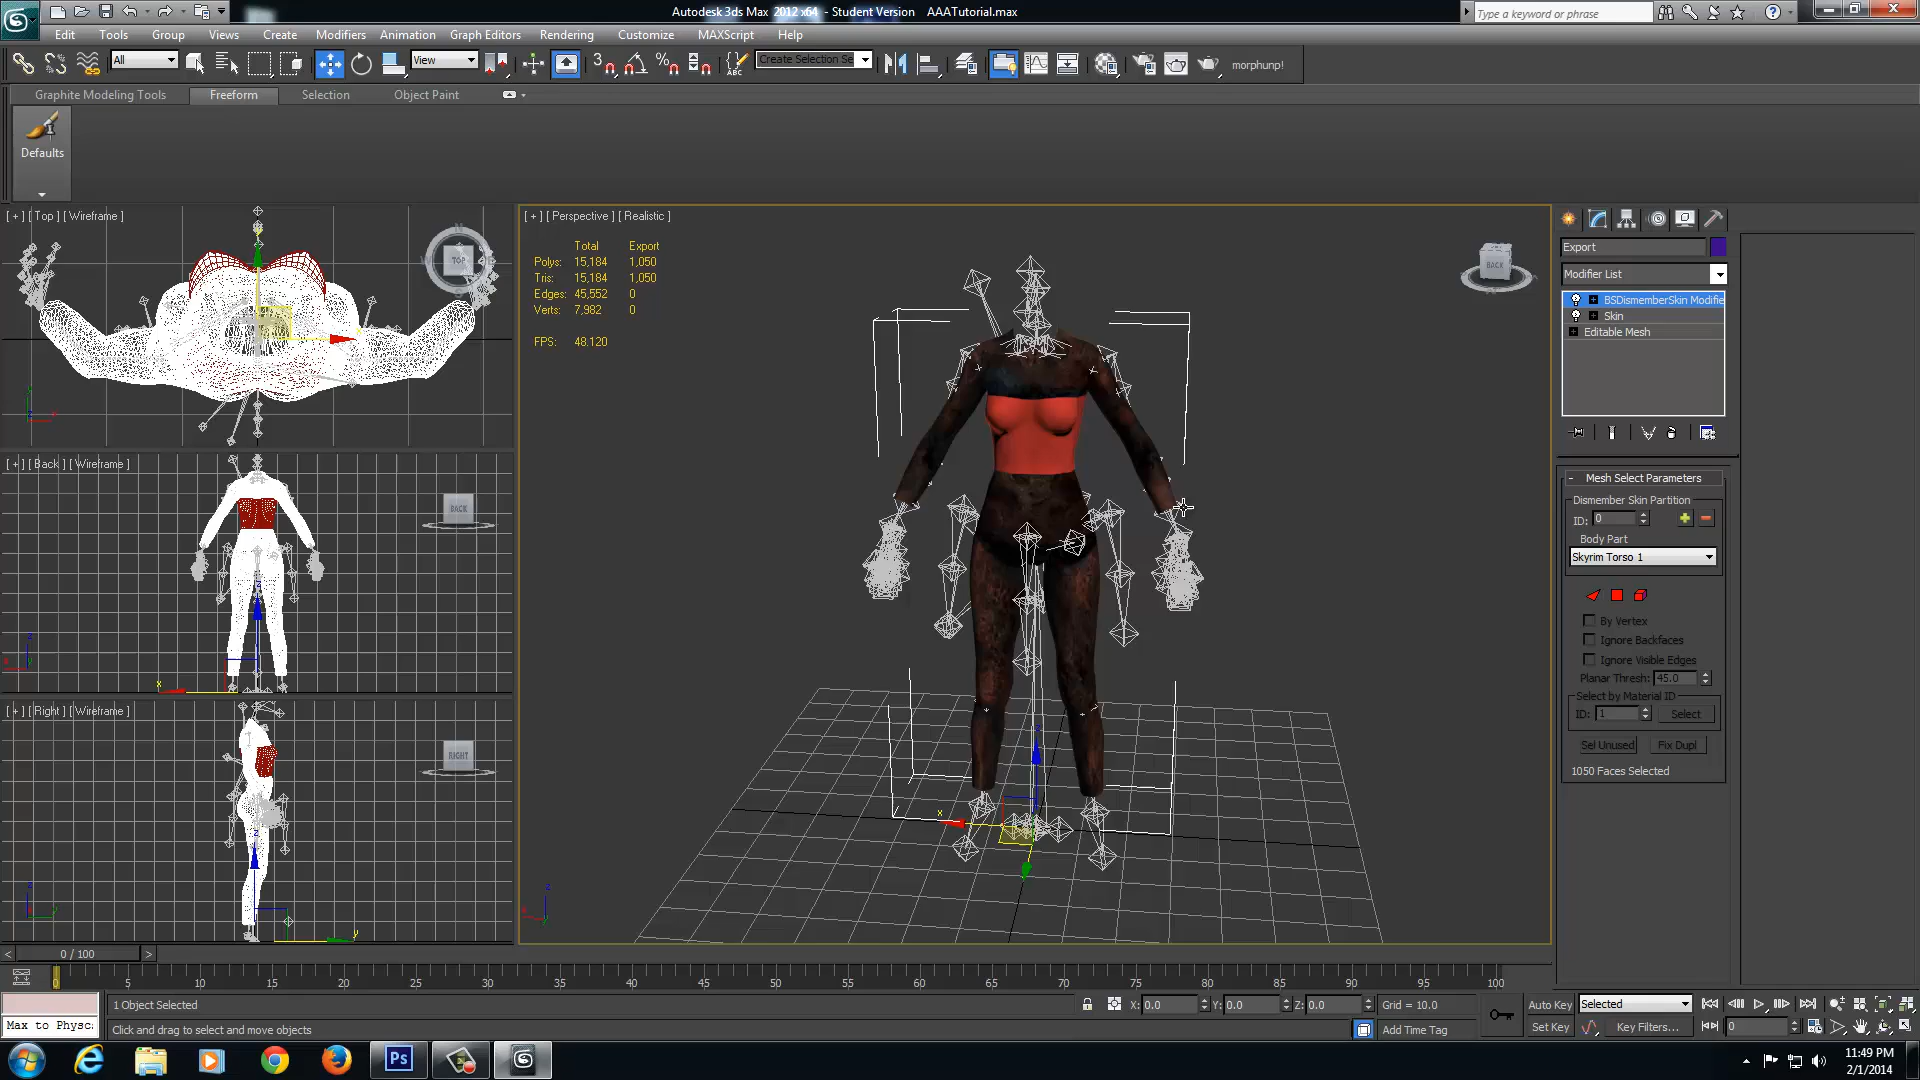 Autodesk 3ds Max 2012 x64 - Student Version AAATutorial.max
Type a keyword or phrase
Edit Tools Group Views Create Modifiers Animation Graph Editors Rendering Customize MAXScript Help
All
View
3
Create Selection Se
morphunp!
Graphite Modeling Tools Freeform Selection Object Paint
Defaults
[ + ] [ Top ] [ Wireframe ]
TOP
[ + ] [ Back ] [ Wireframe ]
BACK
[ + ] [ Right ] [ Wireframe ]
RIGHT
[ + ] [ Perspective ] [ Realistic ]
Total Export
Polys: 15,184 1,050
Tris: 15,184 1,050
Edges: 45,552 0
Verts: 7,982 0
FPS: 48.120
BACK
Export
Modifier List
BSDismemberSkin Modifie
Skin
Editable Mesh
Mesh Select Parameters
Dismember Skin Partition
ID: 0
Body Part
Skyrim Torso 1
By Vertex
Ignore Backfaces
Ignore Visible Edges
Planar Thresh: 45.0
Select by Material ID
ID: 1 Select
Sel Unused Fix Dupl
1050 Faces Selected
< 0 / 100 >
0 5 10 15 20 25 30 35 40 45 50 55 60 65 70 75 80 85 90 95 100
1 Object Selected
X: 0.0 Y: 0.0 Z: 0.0 Grid = 10.0
Auto Key Selected
Max to Physc:
Click and drag to select and move objects
Add Time Tag
Set Key Key Filters... 0
Ps
11:49 PM
2/1/2014